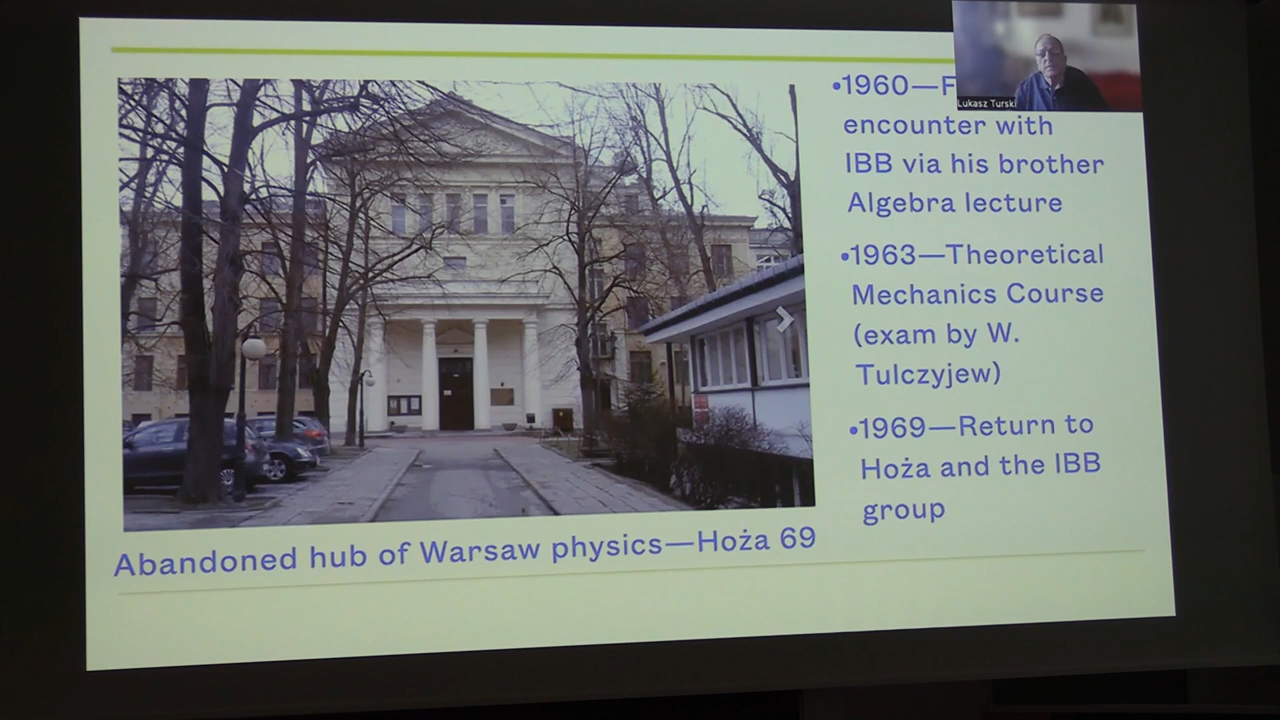 •1960—F
encounter with
IBB via his brother
Algebra lecture
•1963—Theoretical
Mechanics Course
(exam by W.
Tulczyjew)
•1969—Return to
Hoża and the IBB
group
Abandoned hub of Warsaw physics—Hoża 69
Lukasz Turski